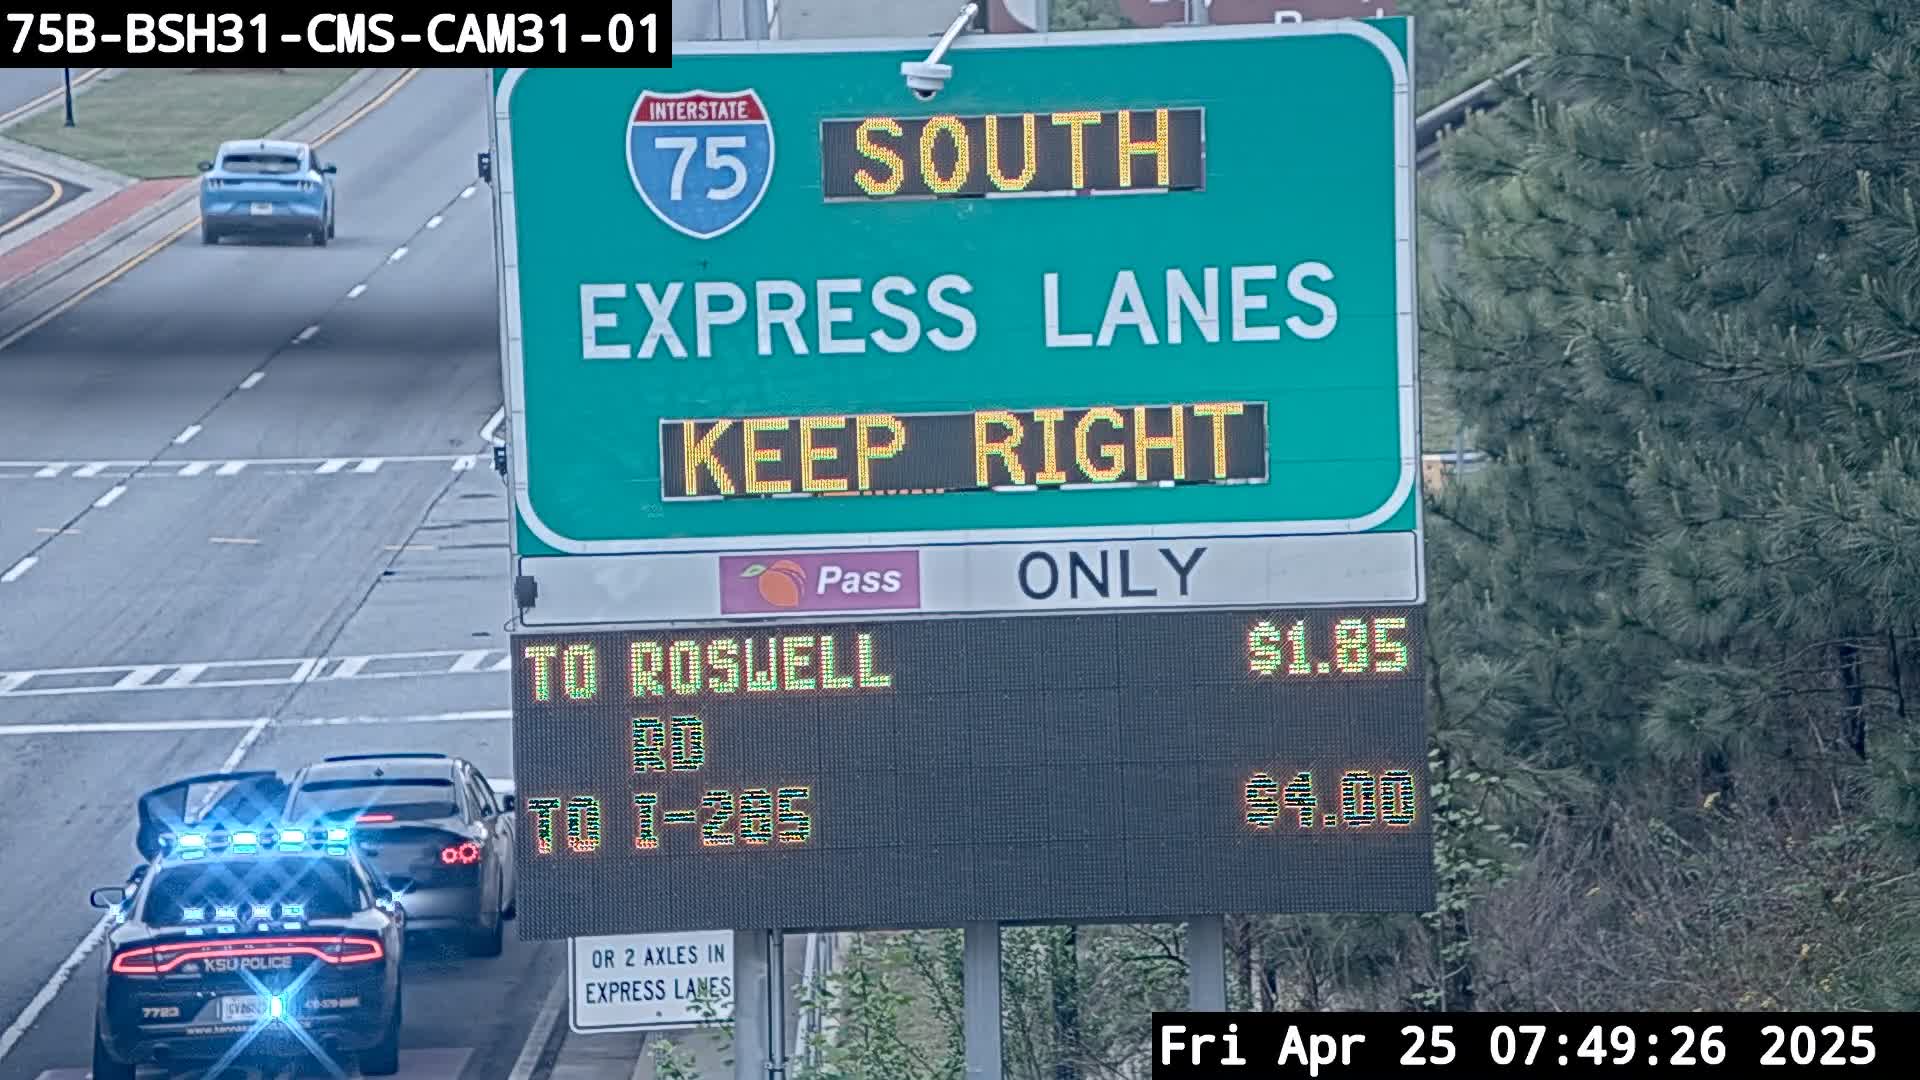 75B-BSH31-CMS-CAM31-01
INTERSTATE
75
SOUTH
EXPRESS LANES
KEEP RIGHT
Pass ONLY
TO ROSWELL $1.85
RD
TO I-285 $4.00
OR 2 AXLES IN
EXPRESS LANES
KSU POLICE
7723
Fri Apr 25 07:49:26 2025